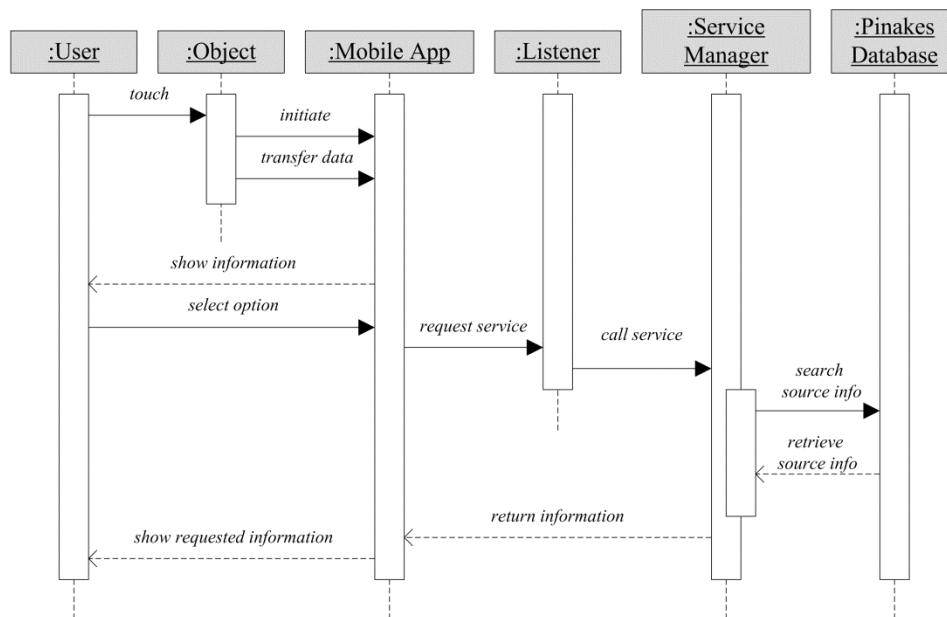 :User
:Object
:Mobile App
:Listener
:Service
Manager
:Pinakes
Database
touch
initiate
transfer data
show information
select option
request service
call service
search
source info
retrieve
source info
return information
show requested information